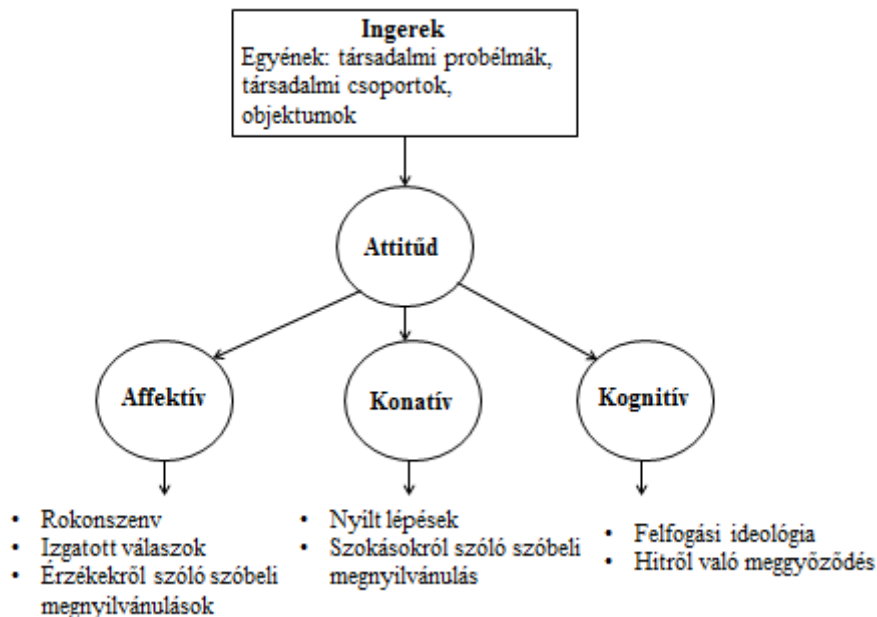 Ingerek
Egyének: társadalmi probélmák,
társadalmi csoportok,
objektumok
Attitűd
Affektív
Konatív
Kognitív
• Rokonszenv
• Izgatott válaszok
• Érzékekről szóló szóbeli
megnyilvánulások
• Nyílt lépések
• Szokásokról szóló szóbeli
megnyilvánulás
• Felfogási ideológia
• Hitről való meggyőződés